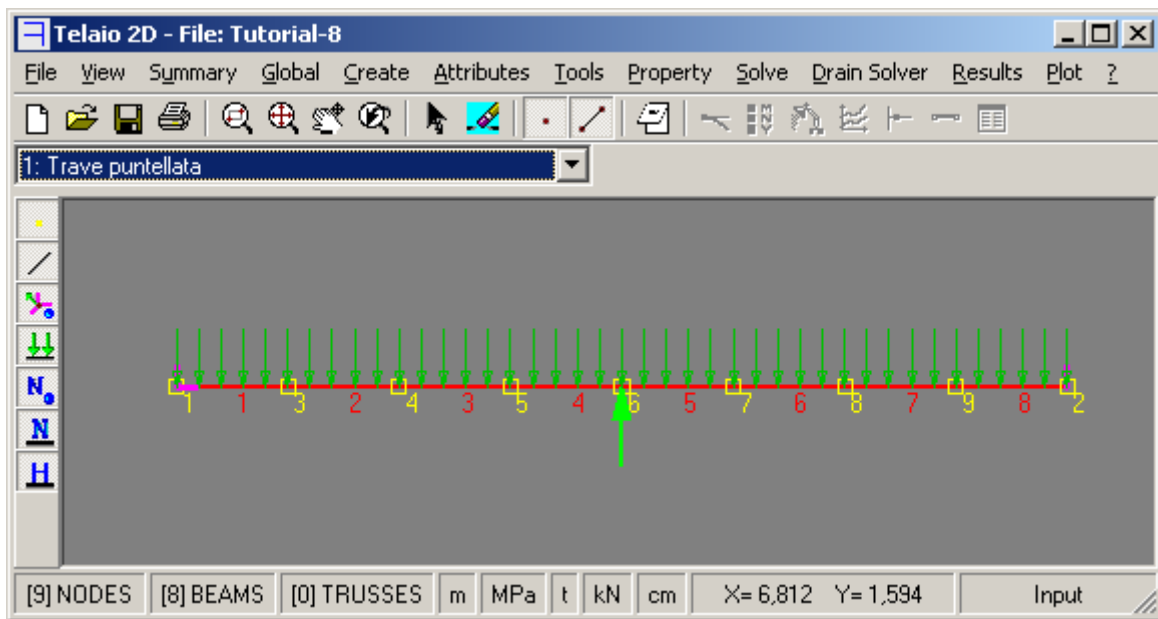 Telaio 2D - File: Tutorial-8
File View Summary Global Create Attributes Tools Property Solve Drain Solver Results Plot ?
1: Trave puntellata
N
N
H
1 1 3 2 4 3 5 4 6 5 7 6 8 7 9 8 2
[9] NODES [8] BEAMS [0] TRUSSES m MPa t kN cm X= 6,812 Y= 1,594 Input